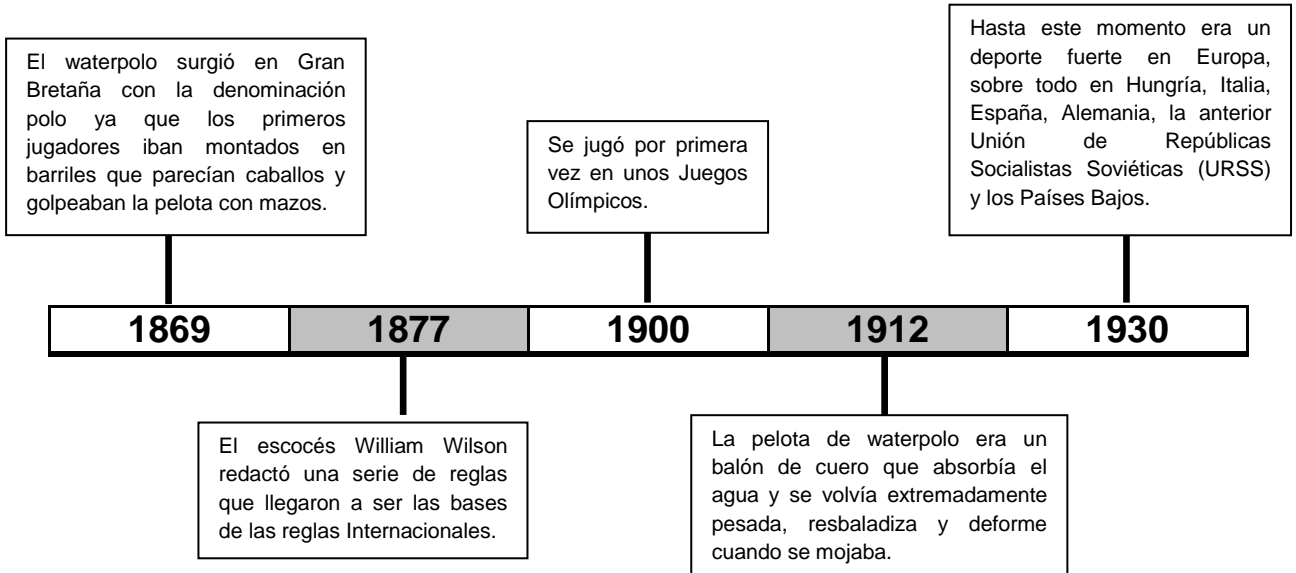 El waterpolo surgió en Gran
Bretaña con la denominación
polo ya que los primeros
jugadores iban montados en
barriles que parecían caballos y
golpeaban la pelota con mazos.
Se jugó por primera
vez en unos Juegos
Olímpicos.
Hasta este momento era un
deporte fuerte en Europa,
sobre todo en Hungría, Italia,
España, Alemania, la anterior
Unión de Repúblicas
Socialistas Soviéticas (URSS)
y los Países Bajos.
1869 1877 1900 1912 1930
El escocés William Wilson
redactó una serie de reglas
que llegaron a ser las bases
de las reglas Internacionales.
La pelota de waterpolo era un
balón de cuero que absorbía el
agua y se volvía extremadamente
pesada, resbaladiza y deforme
cuando se mojaba.